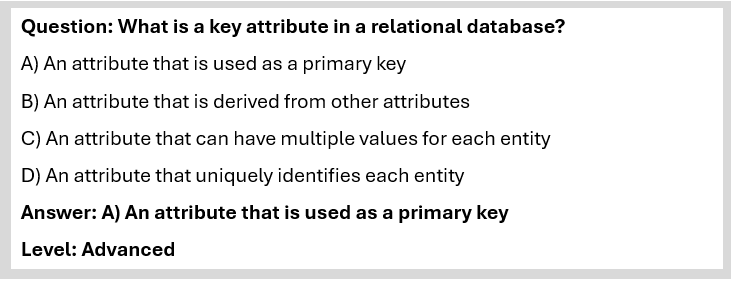 Question: What is a key attribute in a relational database?
A) An attribute that is used as a primary key
B) An attribute that is derived from other attributes
C) An attribute that can have multiple values for each entity
D) An attribute that uniquely identifies each entity
Answer: A) An attribute that is used as a primary key
Level: Advanced